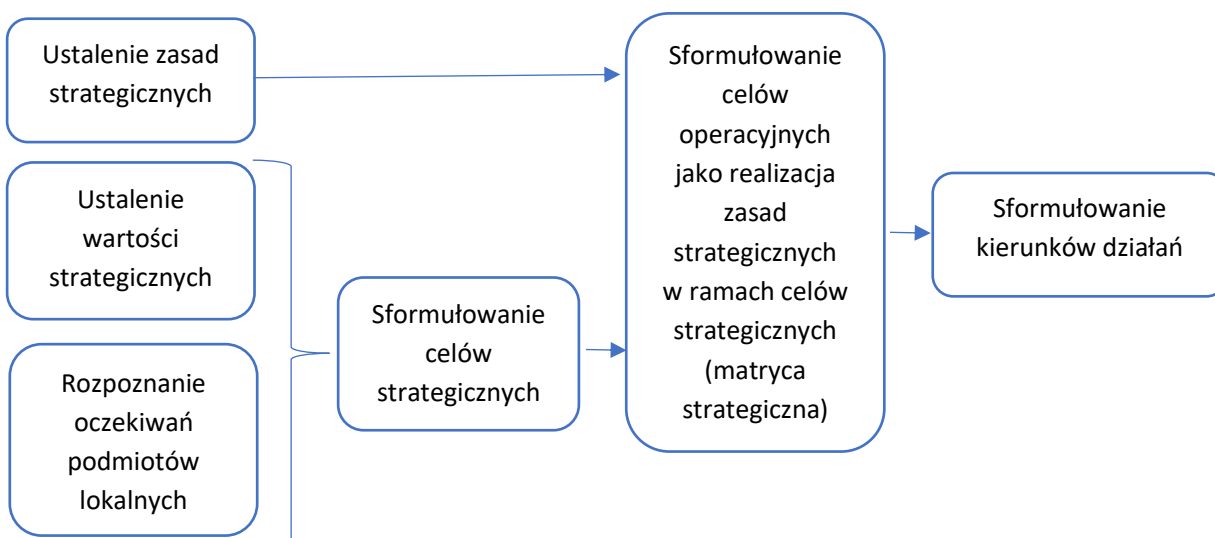 Ustalenie zasad
strategicznych
Ustalenie
wartości
strategicznych
Rozpoznanie
oczekiwań
podmiotów
lokalnych
Sformułowanie
celów
strategicznych
Sformułowanie
celów
operacyjnych
jako realizacja
zasad
strategicznych
w ramach celów
strategicznych
(matryca
strategiczna)
Sformułowanie
kierunków działań